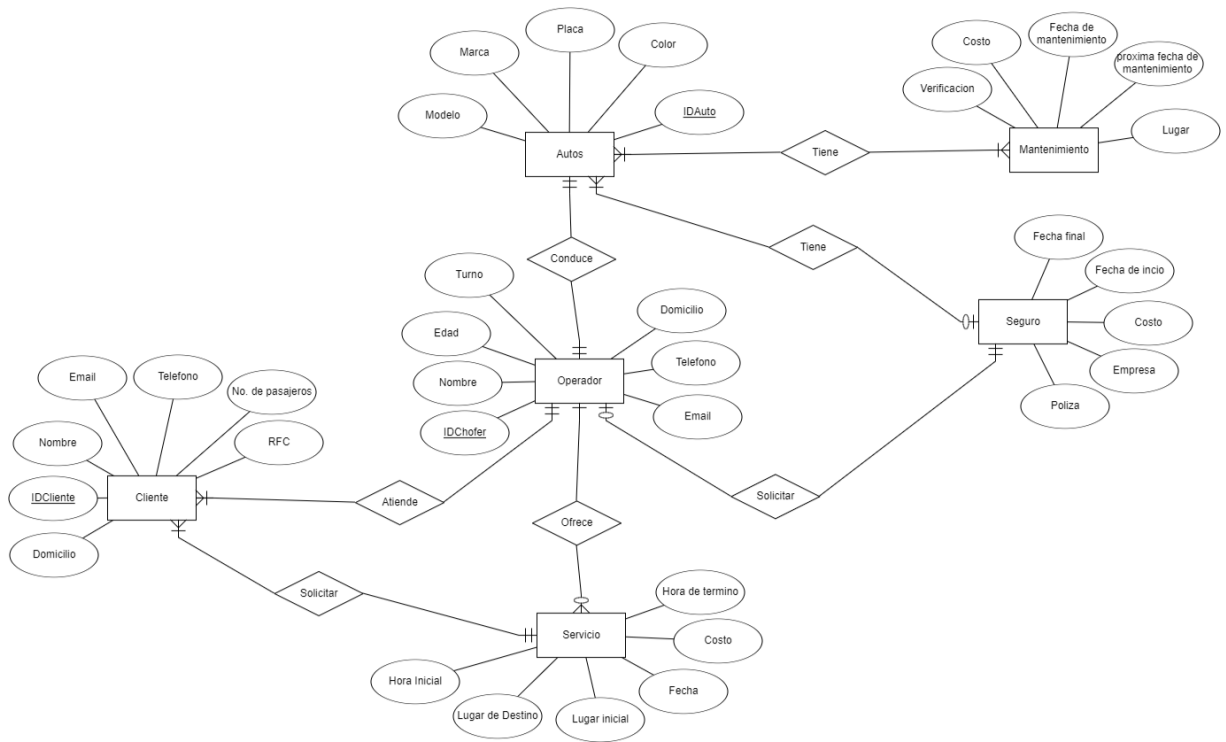 Placa
Marca
Color
Modelo
IDAuto
Autos
Costo
Fecha de
mantenimiento
proxima fecha de
mantenimiento
Verificacion
Lugar
Mantenimiento
Tiene
Tiene
Conduce
Fecha final
Fecha de incio
Seguro
Costo
Empresa
Poliza
Turno
Domicilio
Edad
Telefono
Nombre
Operador
IDChofer
Email
Email
Telefono
No. de pasajeros
Nombre
RFC
IDCliente
Cliente
Domicilio
Atiende
Solicitar
Ofrece
Solicitar
Hora de termino
Servicio
Costo
Hora Inicial
Fecha
Lugar de Destino
Lugar inicial